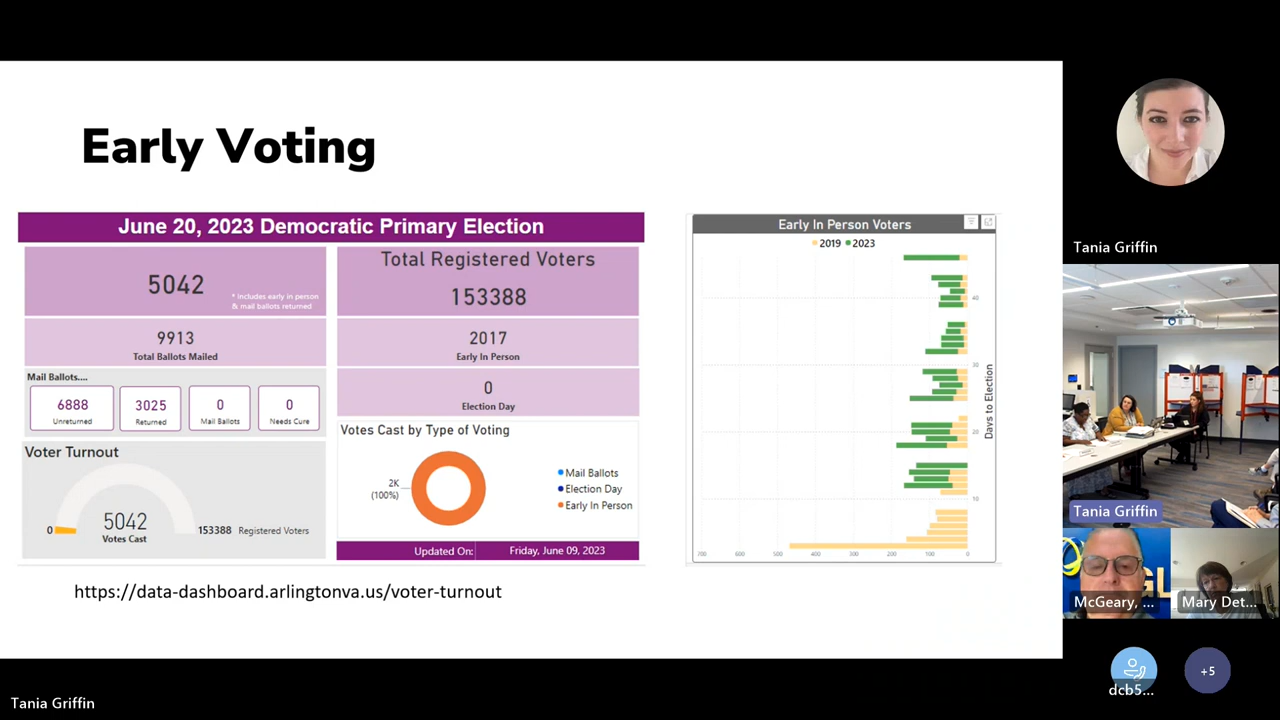 Early Voting
June 20, 2023 Democratic Primary Election
5042
* Includes early in person
& mail ballots returned
Total Registered Voters
153388
9913
Total Ballots Mailed
2017
Early In Person
Mail Ballots....
6888
Unreturned
3025
Returned
0
Mail Ballots
0
Needs Cure
0
Election Day
Voter Turnout
0
5042
Votes Cast
153388 Registered Voters
Votes Cast by Type of Voting
2K
(100%)
Mail Ballots
Election Day
Early In Person
Updated On:
Friday, June 09, 2023
https://data-dashboard.arlingtonva.us/voter-turnout
Early In Person Voters
2019 2023
40
30
20
10
Days to Election
700 600 500 400 300 200 100 0
Tania Griffin
Tania Griffin
McGeary, ...
Mary Det...
dcb5...
+5
Tania Griffin